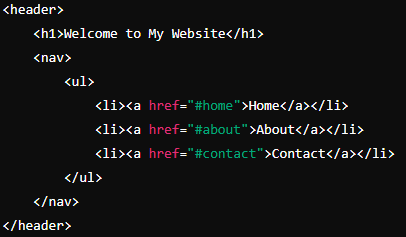 <header>
    <h1>Welcome to My Website</h1>
    <nav>
        <ul>
            <li><a href="#home">Home</a></li>
            <li><a href="#about">About</a></li>
            <li><a href="#contact">Contact</a></li>
        </ul>
    </nav>
</header>